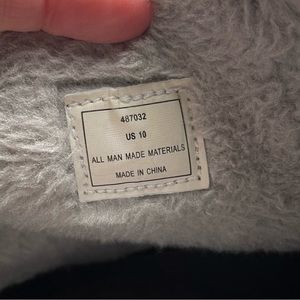 487032
US 10
ALL MAN MADE MATERIALS
MADE IN CHINA